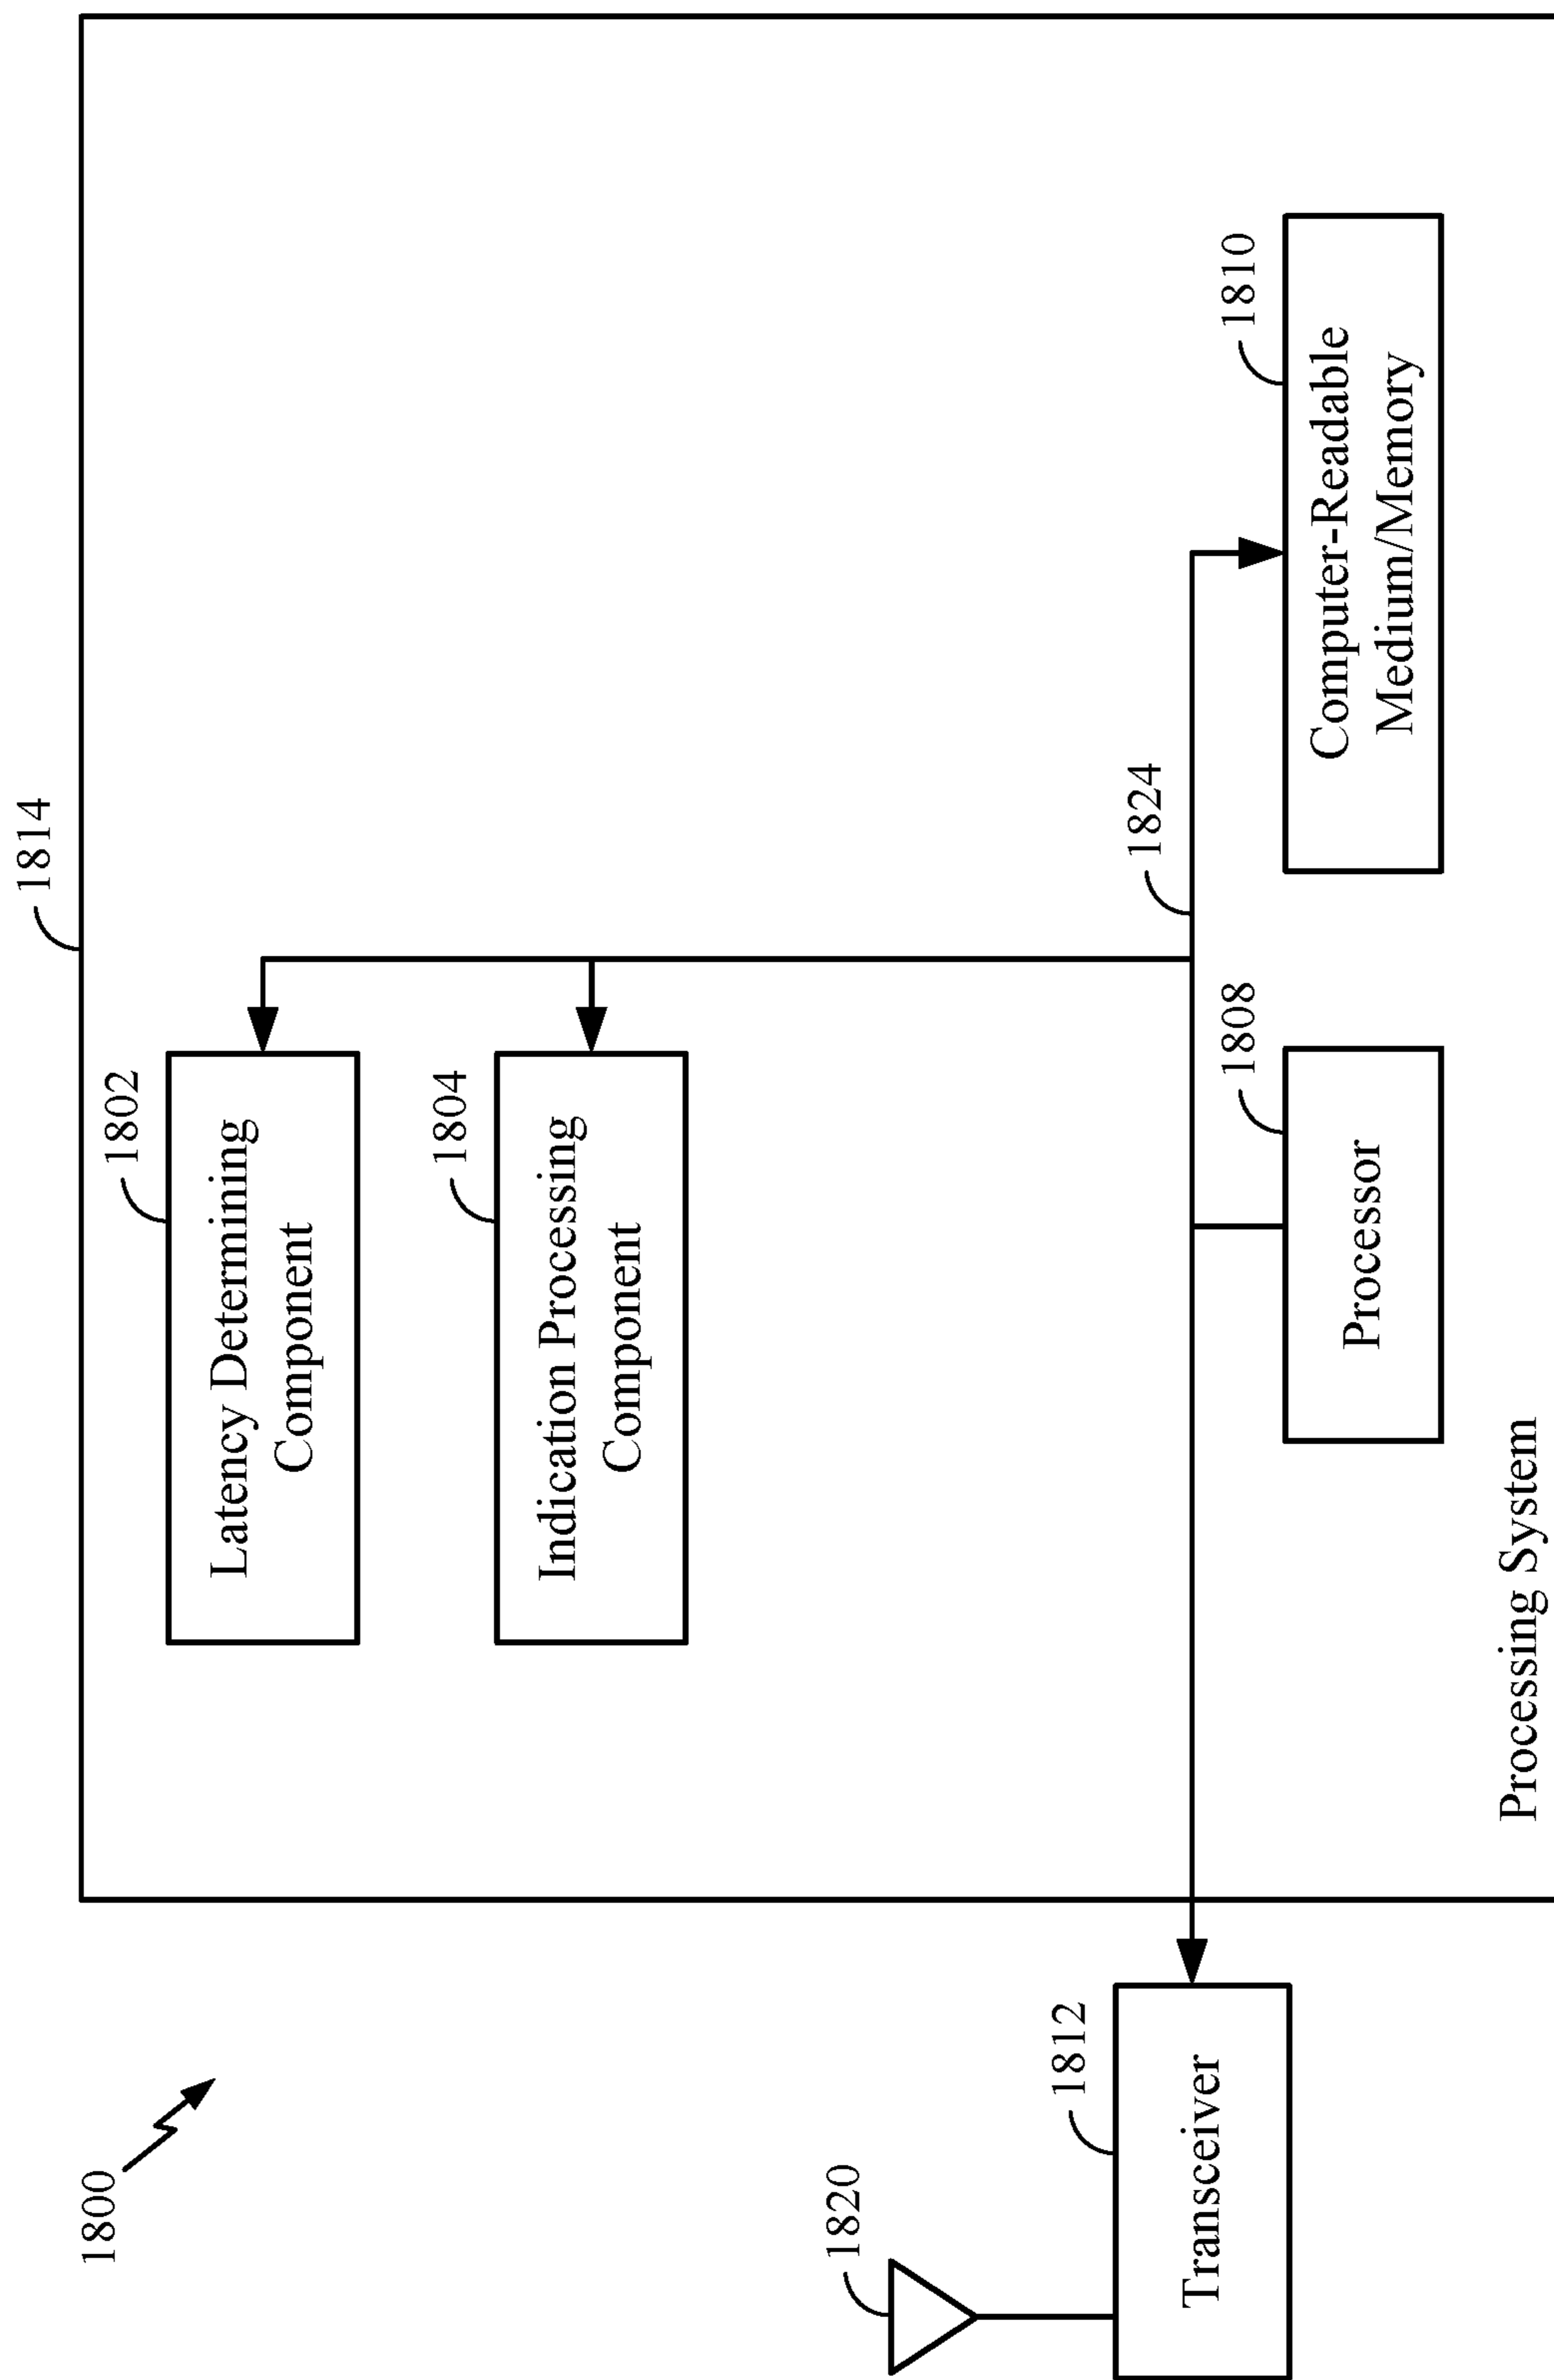 1800
1814
1802
Latency Determining
Component
1804
Indication Processing
Component
1820
1812
Transceiver
1824
1808
Processor
1810
Computer-Readable
Medium/Memory
Processing System